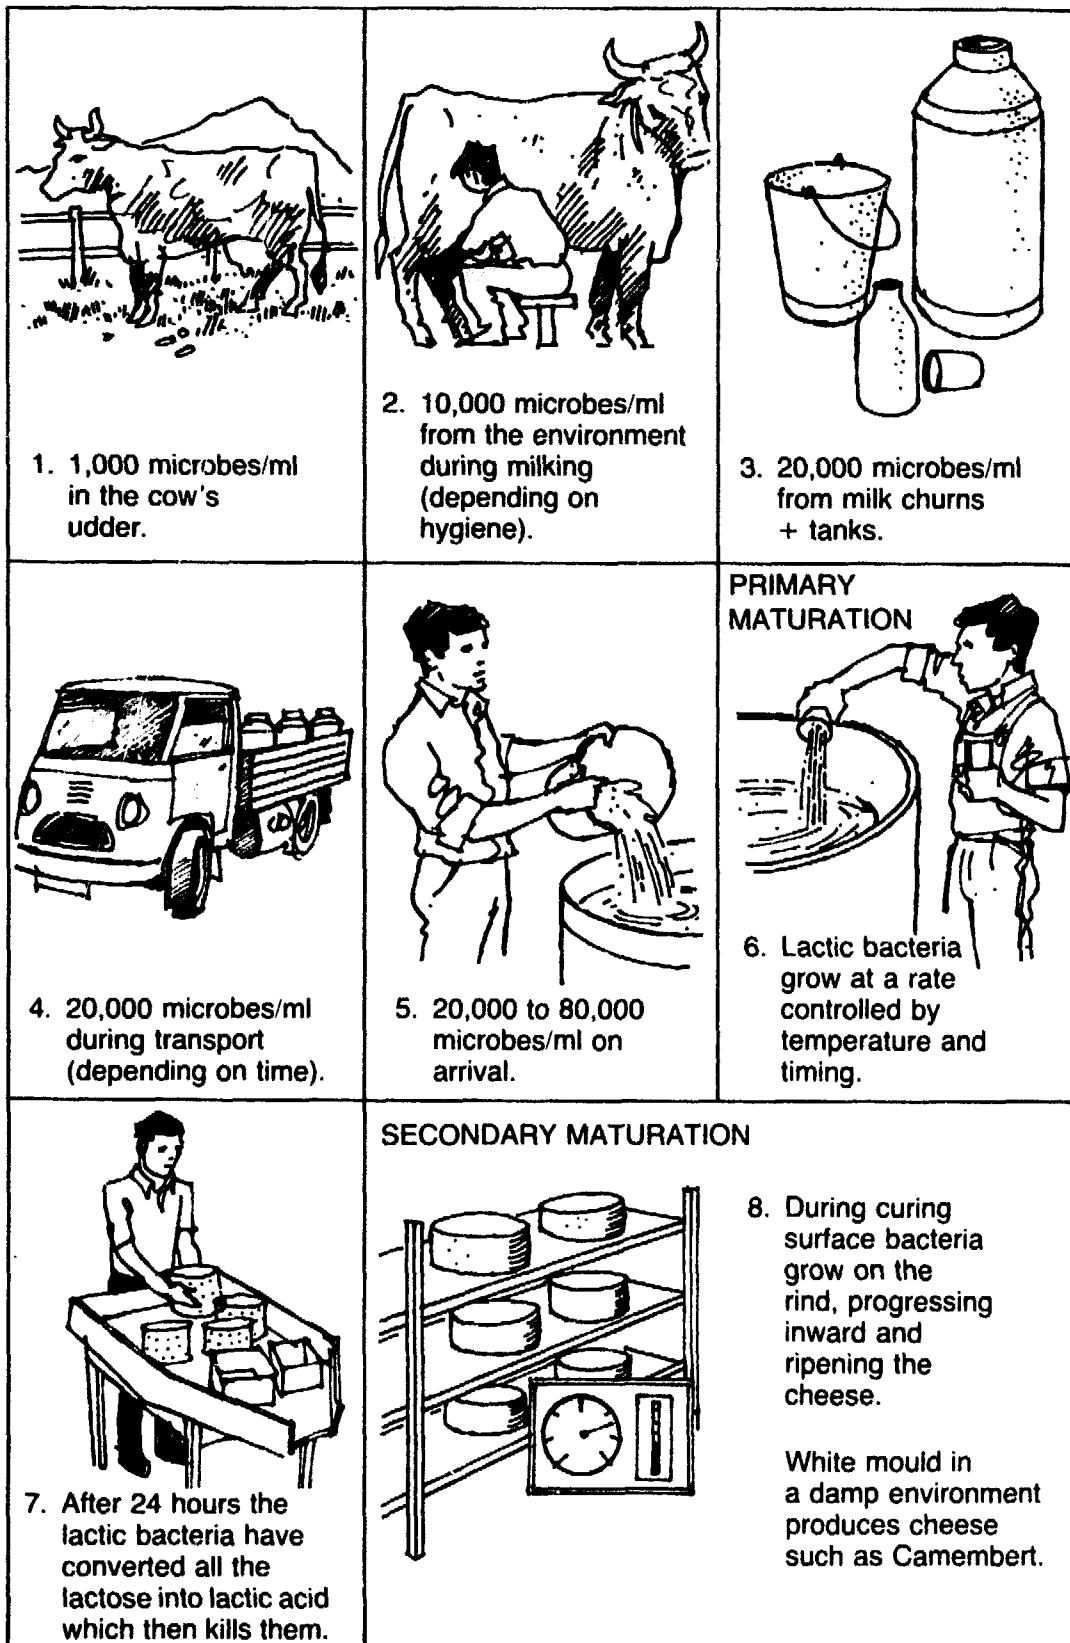 1. 1,000 microbes/ml
in the cow's
udder.
2. 10,000 microbes/ml
from the environment
during milking
(depending on
hygiene).
3. 20,000 microbes/ml
from milk churns
+ tanks.
4. 20,000 microbes/ml
during transport
(depending on time).
5. 20,000 to 80,000
microbes/ml on
arrival.
PRIMARY
MATURATION
6. Lactic bacteria
grow at a rate
controlled by
temperature and
timing.
7. After 24 hours the
lactic bacteria have
converted all the
lactose into lactic acid
which then kills them.
SECONDARY MATURATION
8. During curing
surface bacteria
grow on the
rind, progressing
inward and
ripening the
cheese.
White mould in
a damp environment
produces cheese
such as Camembert.